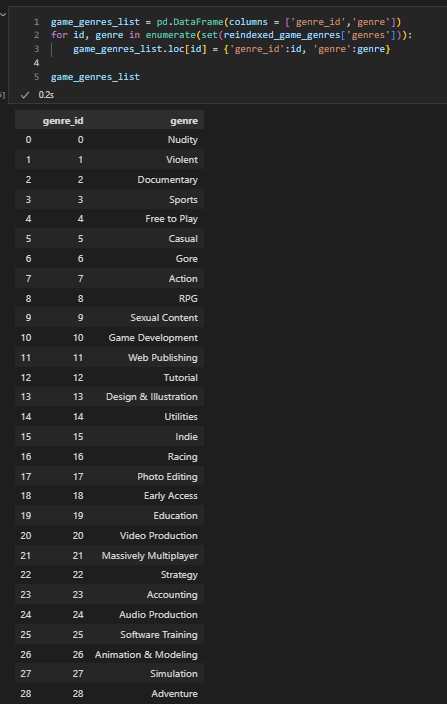 1 game_genres_list = pd.DataFrame(columns = ['genre_id','genre'])
2 for id, genre in enumerate(set(reindexed_game_genres['genres'])):
3 game_genres_list.loc[id] = {'genre_id':id, 'genre':genre}
4
5 game_genres_list
0.2s
genre_id genre
0 0 Nudity
1 1 Violent
2 2 Documentary
3 3 Sports
4 4 Free to Play
5 5 Casual
6 6 Gore
7 7 Action
8 8 RPG
9 9 Sexual Content
10 10 Game Development
11 11 Web Publishing
12 12 Tutorial
13 13 Design & Illustration
14 14 Utilities
15 15 Indie
16 16 Racing
17 17 Photo Editing
18 18 Early Access
19 19 Education
20 20 Video Production
21 21 Massively Multiplayer
22 22 Strategy
23 23 Accounting
24 24 Audio Production
25 25 Software Training
26 26 Animation & Modeling
27 27 Simulation
28 28 Adventure